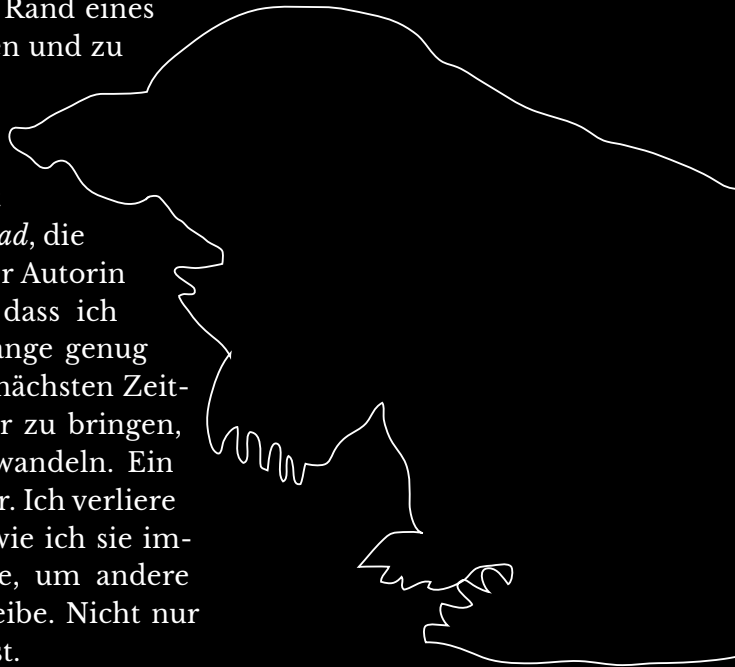 Rand eines
en und zu
ad, die
r Autorin
dass ich
ange genug
nächsten Zeit-
r zu bringen,
wandeln. Ein
r. Ich verliere
wie ich sie im-
e, um andere
eibe. Nicht nur
st.